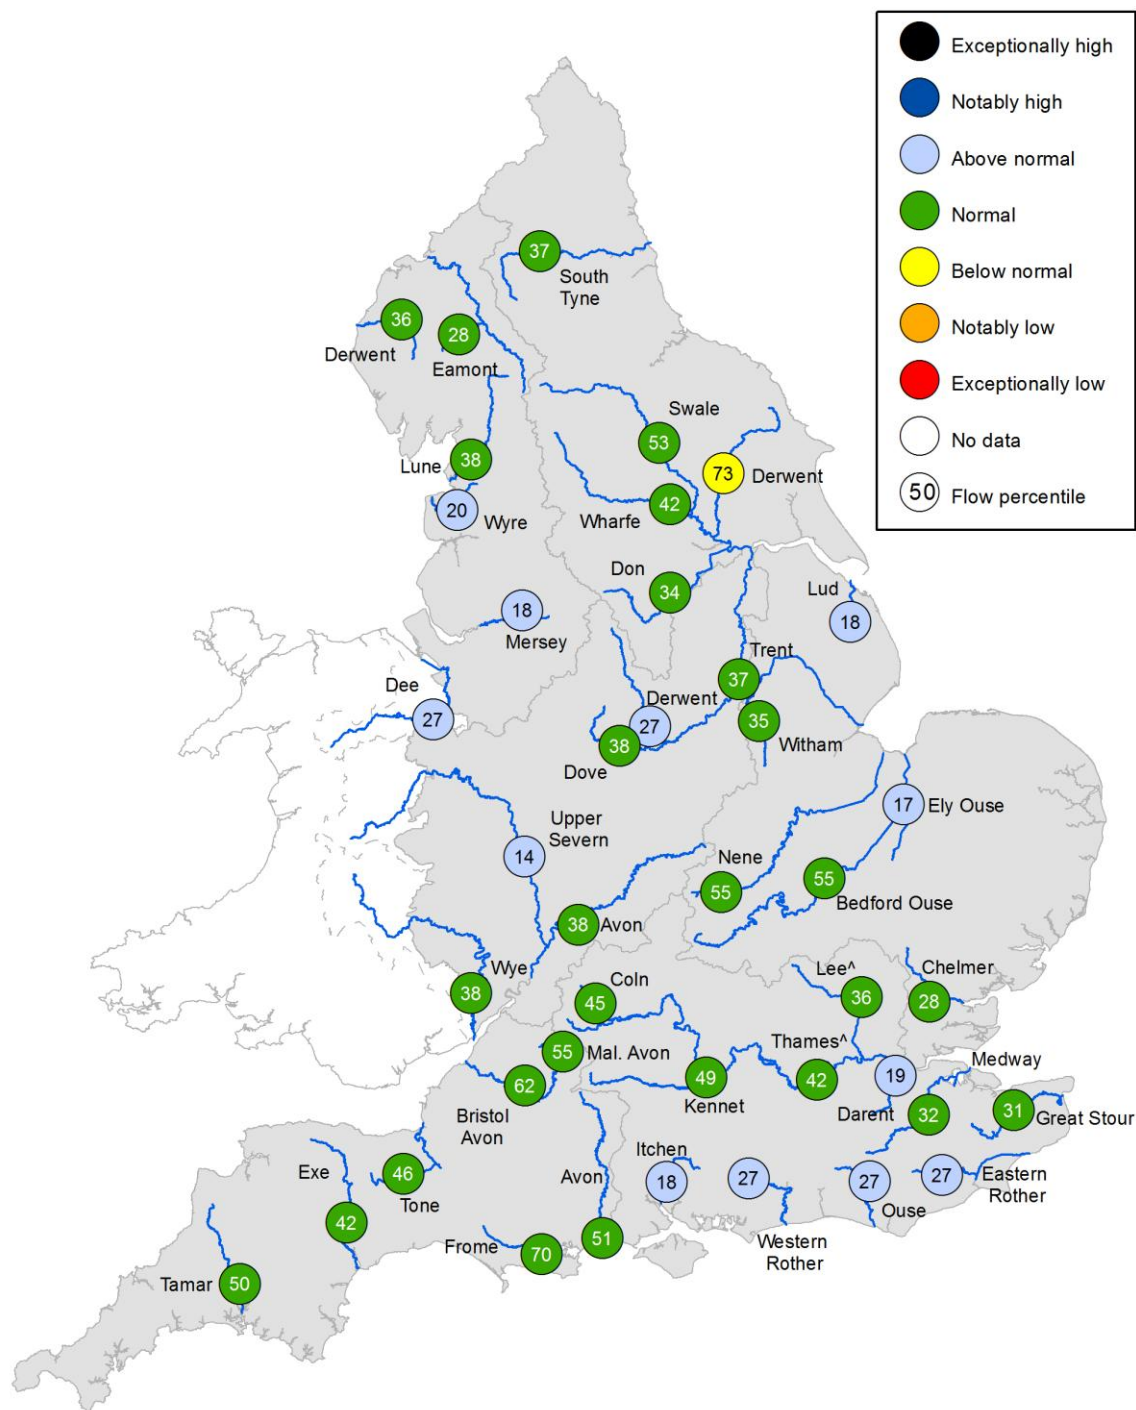 Exceptionally high
Notably high
Above normal
Normal
Below normal
Notably low
Exceptionally low
No data
50 Flow percentile
37
South
Tyne
36
Derwent
28
Eamont
Swale
53
Lune
38
73
Derwent
20
Wyre
42
Wharfe
Don
34
Lud
18
18
Mersey
Trent
37
Dee
27
Derwent
27
38
Dove
35
Witham
Upper
Severn
14
17
Ely Ouse
Nene
55
55
Bedford Ouse
38
Avon
Wye
38
Coln
45
Lee^
36
Chelmer
28
55
Mal. Avon
Thames^
42
Medway
19
Darent
62
Bristol
Avon
49
Kennet
32
31
Great Stour
Exe
46
Tone
Avon
Itchen
18
27
Western
Rother
27
Ouse
27
Eastern
Rother
42
Frome
70
51
Tamar
50